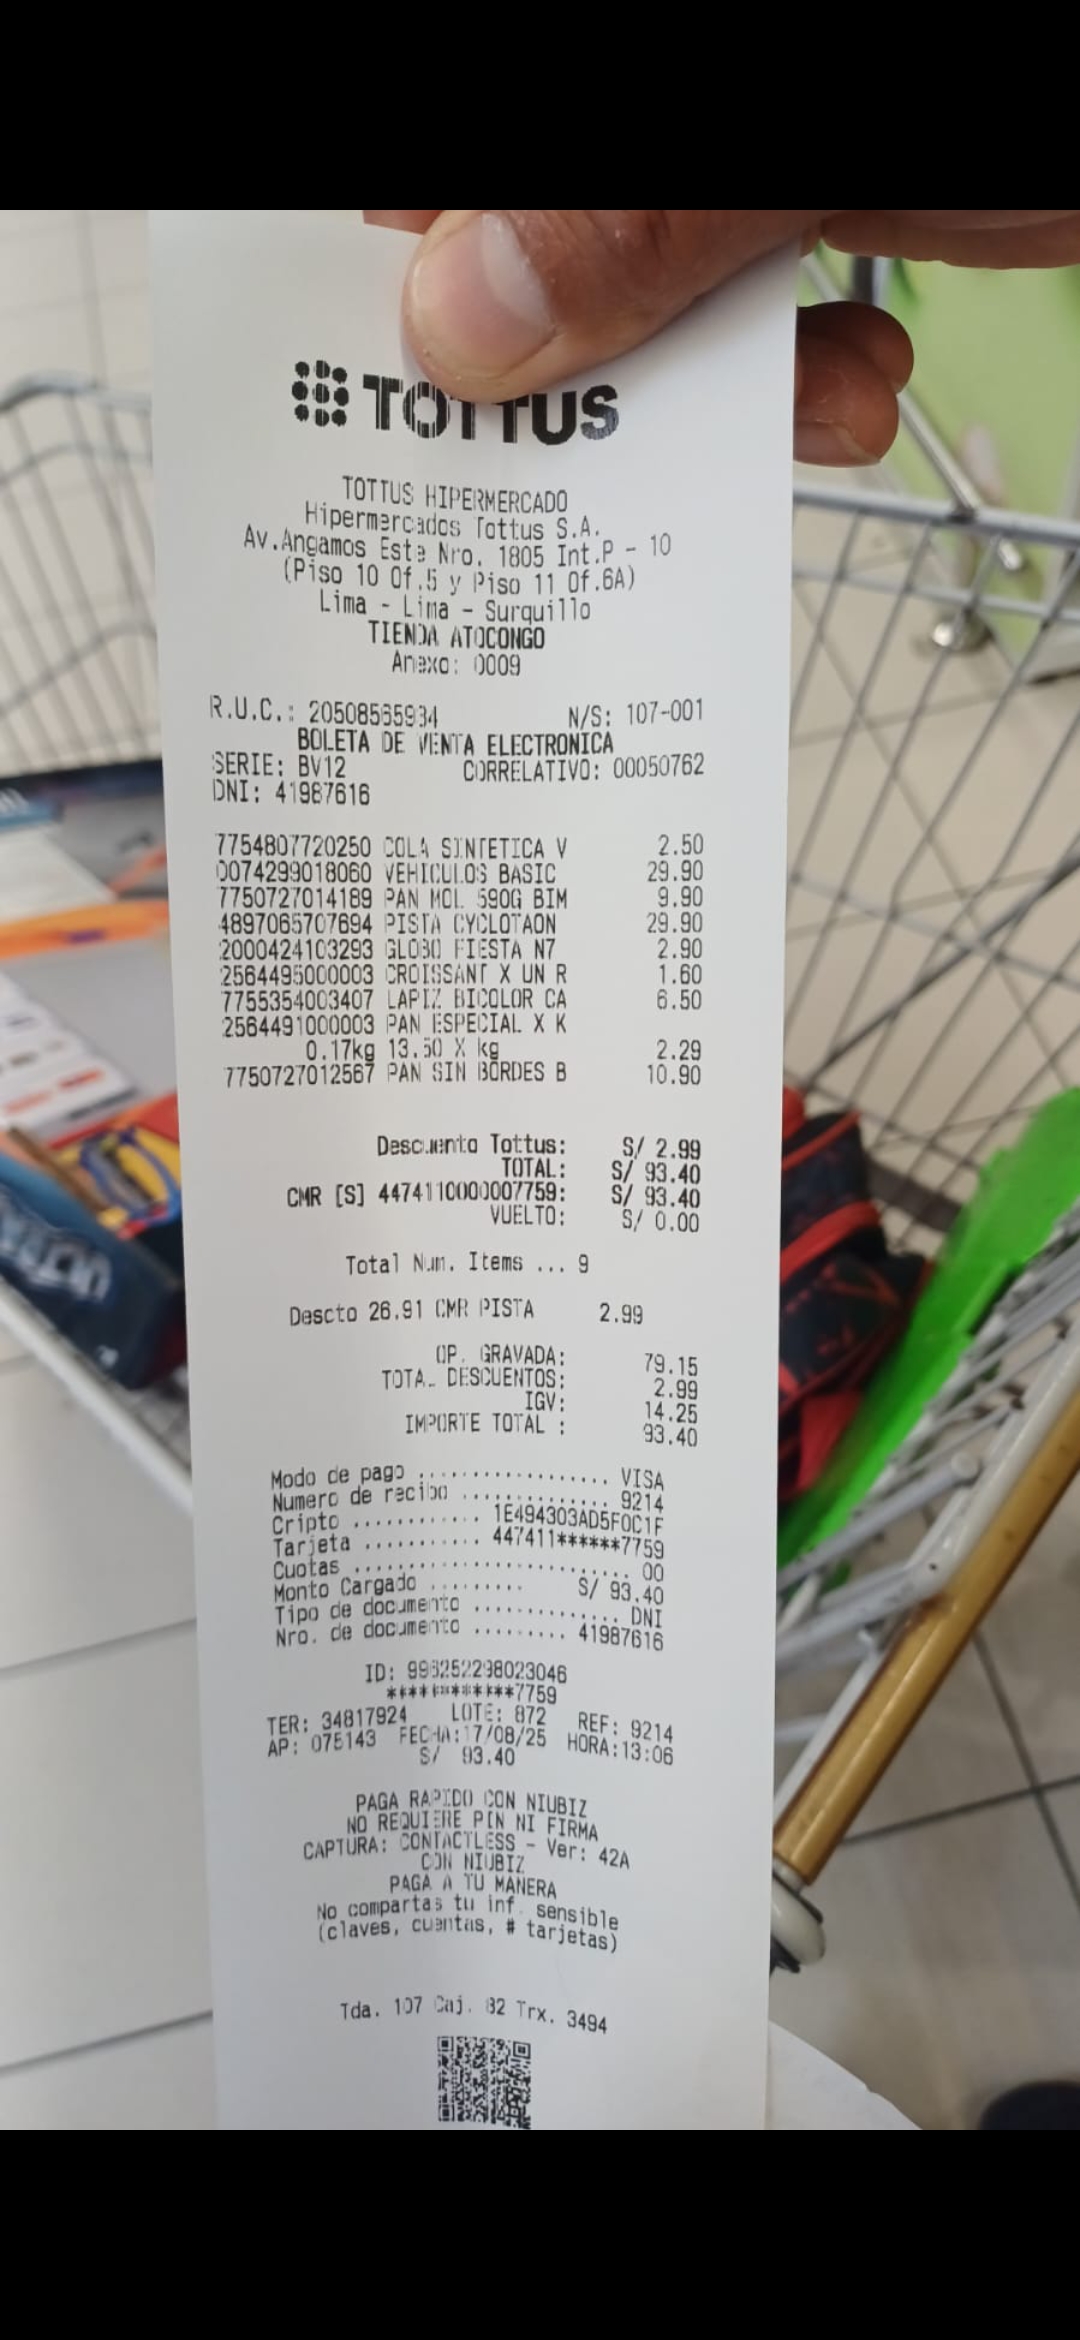 TOTTUS
TOTTUS HIPERMERCADO
Hipermercados Tottus S.A.
Av.Angamos Este Nro. 1805 Int.P - 10
(Piso 10 Of.5 y Piso 11 Of.6A)
Lima - Lima - Surquillo
TIENDA ATOCONGO
Anexo: 0009
R.U.C.: 20508565934 N/S: 107-001
BOLETA DE VENTA ELECTRONICA
SERIE: BV12 CORRELATIVO: 00050762
DNI: 41987616
7754807720250 COLA SINTETICA V 2.50
0074299018060 VEHICULOS BASIC 29.90
7750727014189 PAN MOL 590G BIM 9.90
4897065707694 PISTA CYCLOTAON 29.90
2000424103293 GLOBO FIESTA N7 2.90
2564495000003 CROISSANT X UN R 1.60
7755354003407 LAPIZ BICOLOR CA 6.50
2564491000003 PAN ESPECIAL X K
0.17kg 13.50 X kg 2.29
7750727012567 PAN SIN BORDES B 10.90
Descuento Tottus: S/ 2.99
TOTAL: S/ 93.40
CMR [S] 4474110000007759: S/ 93.40
VUELTO: S/ 0.00
Total Num. Items ... 9
Descto 26.91 CMR PISTA 2.99
OP. GRAVADA: 79.15
TOTAL DESCUENTOS: 2.99
IGV: 14.25
IMPORTE TOTAL : 93.40
Modo de pago .................. VISA
Numero de recibo .............. 9214
Cripto ............ 1E494303AD5F0C1F
Tarjeta ........... 447411******7759
Cuotas .......................... 00
Monto Cargado ......... S/ 93.40
Tipo de documento .............. DNI
Nro. de documento ......... 41987616
ID: 996252298023046
************7759
TER: 34817924 LOTE: 872 REF: 9214
AP: 075143 FECHA:17/08/25 HORA:13:06
S/ 93.40
PAGA RAPIDO CON NIUBIZ
NO REQUIERE PIN NI FIRMA
CAPTURA: CONTACTLESS - Ver: 42A
CON NIUBIZ
PAGA A TU MANERA
No compartas tu inf. sensible
(claves, cuentas, # tarjetas)
Tda. 107 Caj. 82 Trx. 3494